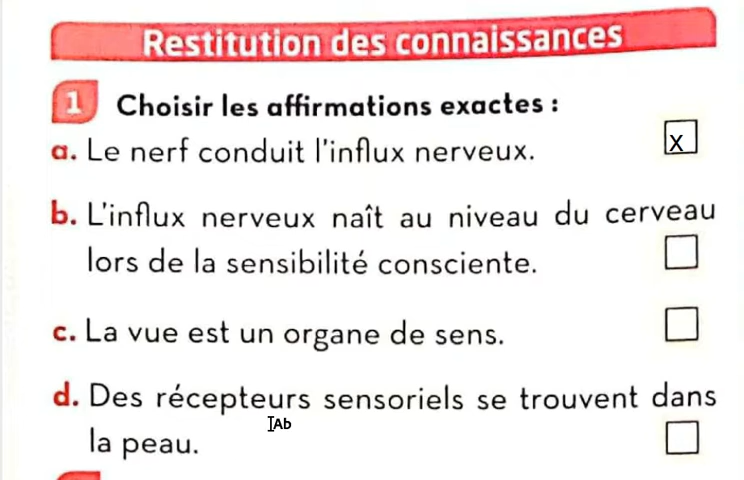 Restitution des connaissances
1 Choisir les affirmations exactes :
a. Le nerf conduit l'influx nerveux. x
b. L'influx nerveux naît au niveau du cerveau
lors de la sensibilité consciente.
c. La vue est un organe de sens.
d. Des récepteurs sensoriels se trouvent dans
Ab
la peau.